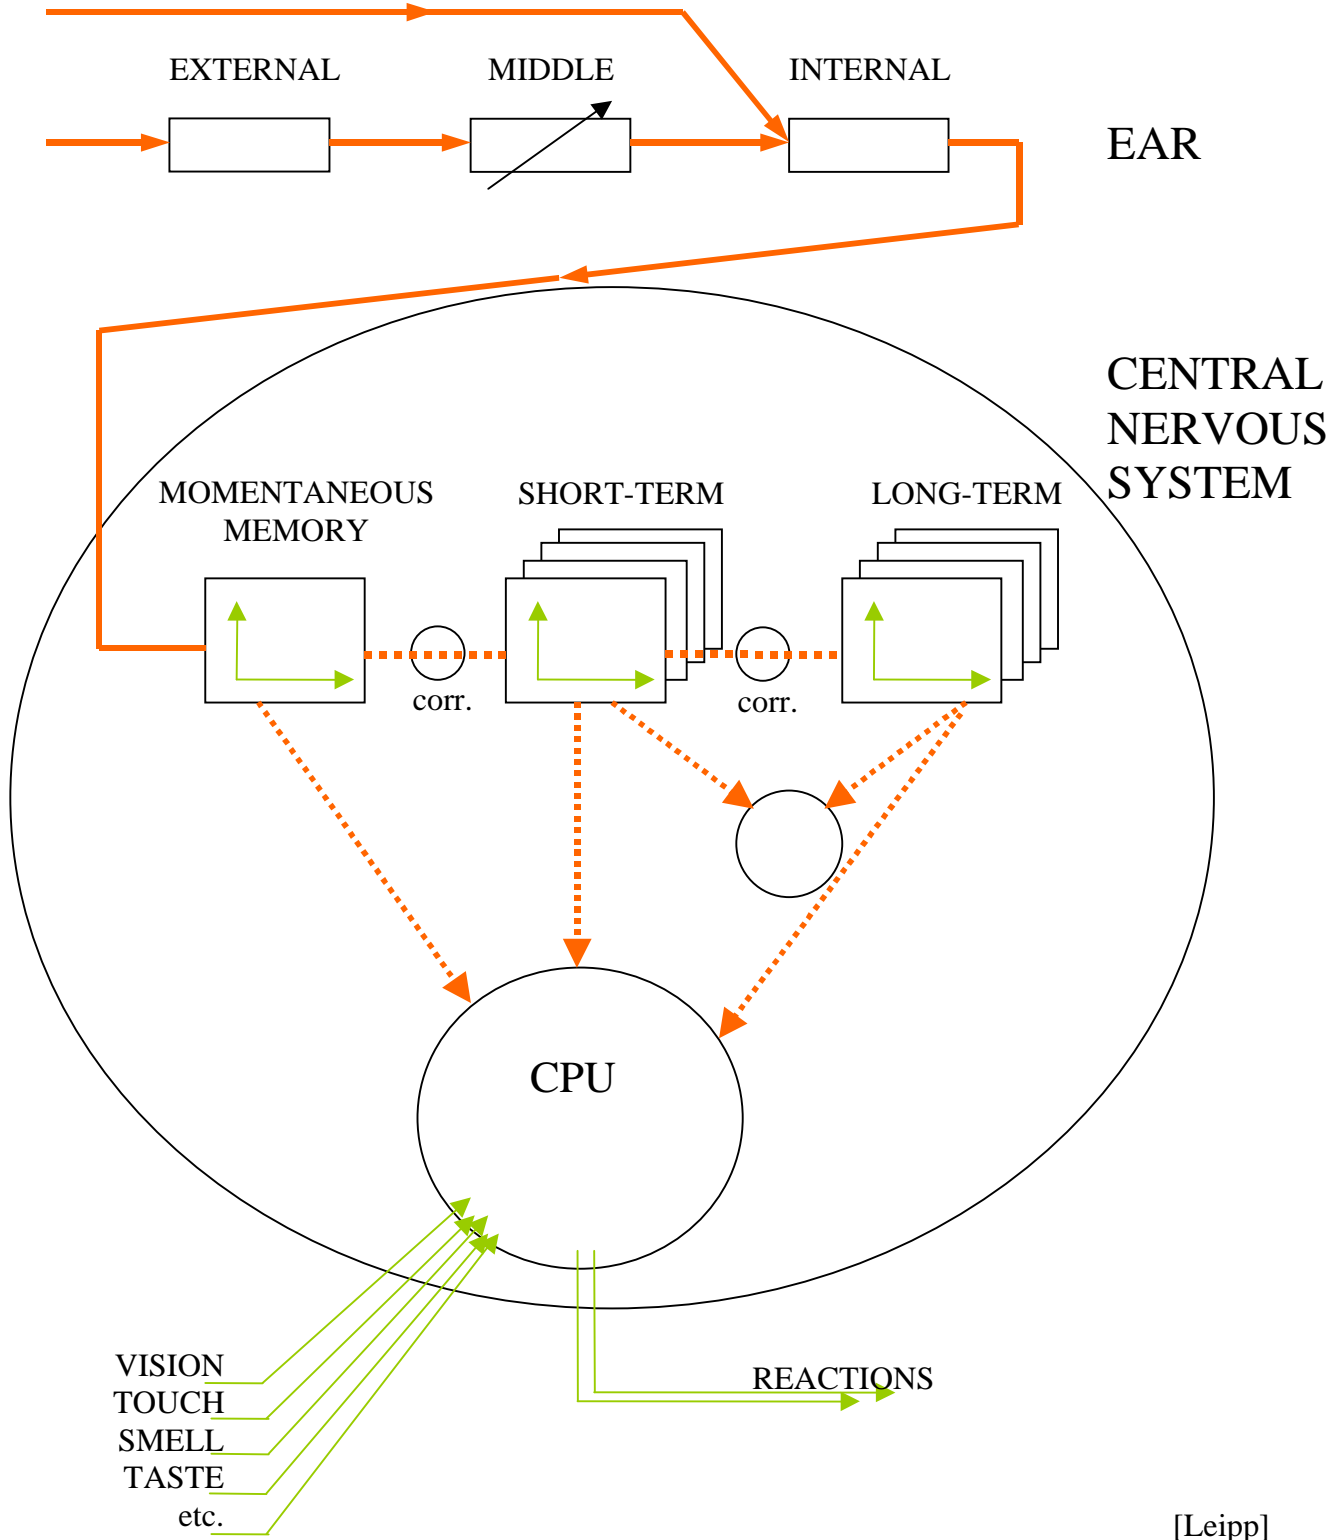 EXTERNAL
MIDDLE
INTERNAL
EAR
CENTRAL
NERVOUS
SYSTEM
MOMENTANEOUS
MEMORY
SHORT-TERM
LONG-TERM
corr.
corr.
CPU
VISION
TOUCH
SMELL
TASTE
etc.
REACTIONS
[Leipp]